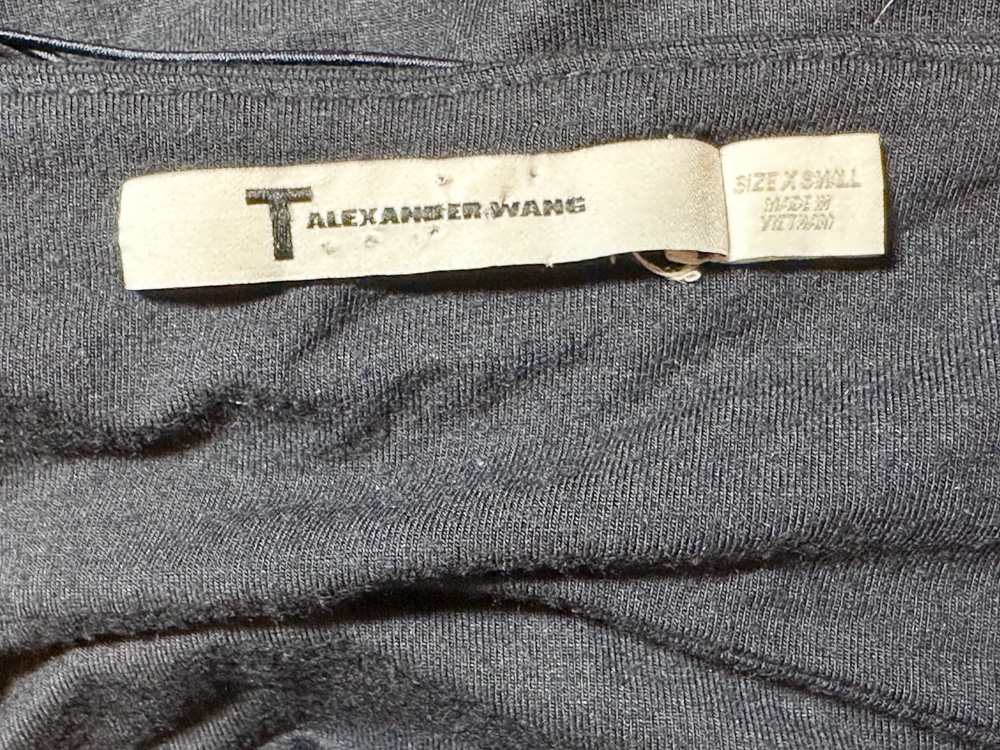 T ALEXANDER WANG
SIZE X SMALL
MADE IN
VIETNAM